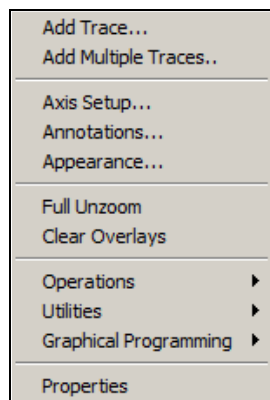 Add Trace...
Add Multiple Traces..
Axis Setup...
Annotations...
Appearance...
Full Unzoom
Clear Overlays
Operations
Utilities
Graphical Programming
Properties